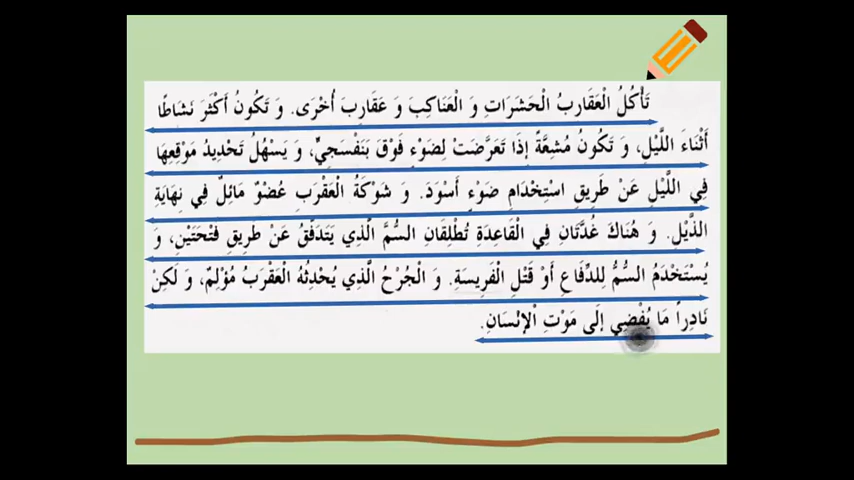 تَأْكُلُ الْعَقَارِبُ الْحَشَرَاتِ وَ الْعَنَاكِبَ وَ عَقَارِبَ أُخْرَى. وَ تَكُونُ أَكْثَرَ نَشَاطًا
أَثْنَاءَ اللَّيْلِ، وَ تَكُونُ مُشِعَّةً إِذَا تَعَرَّضَتْ لِضَوْءٍ فَوْقَ بَنَفْسَجِيٍّ، وَ يَسْهُلُ تَحْدِيدُ مَوْقِعِهَا
فِي اللَّيْلِ عَنْ طَرِيقِ اسْتِخْدَامِ ضَوْءٍ أَسْوَدَ. وَ شَوْكَةُ الْعَقْرَبِ عُضْوٌ مَائِلٌ فِي نِهَايَةِ
الذَّيْلِ. وَ هُنَاكَ غُدَّتَانِ فِي الْقَاعِدَةِ تُطْلِقَانِ السُّمَّ الَّذِي يَتَدَفَّقُ عَنْ طَرِيقِ فَتْحَتَيْنِ، وَ
يُسْتَخْدَمُ السُّمُّ لِلدِّفَاعِ أَوْ قَتْلِ الْفَرِيسَةِ. وَ الْجُرْحُ الَّذِي يُحْدِثُهُ الْعَقْرَبُ مُؤْلِمٌ، وَ لَكِنْ
نَادِراً مَا يُفْضِي إِلَى مَوْتِ الْإِنْسَانِ.